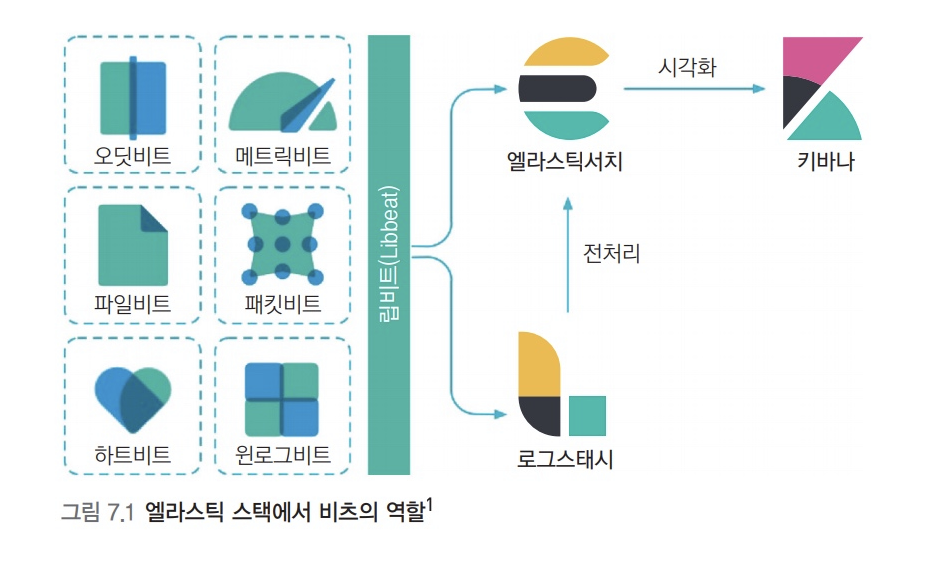 오딧비트
메트릭비트
파일비트
패킷비트
하트비트
윈로그비트
립비트(Libbeat)
엘라스틱서치
시각화
키바나
전처리
로그스태시
그림 7.1 엘라스틱 스택에서 비츠의 역할1